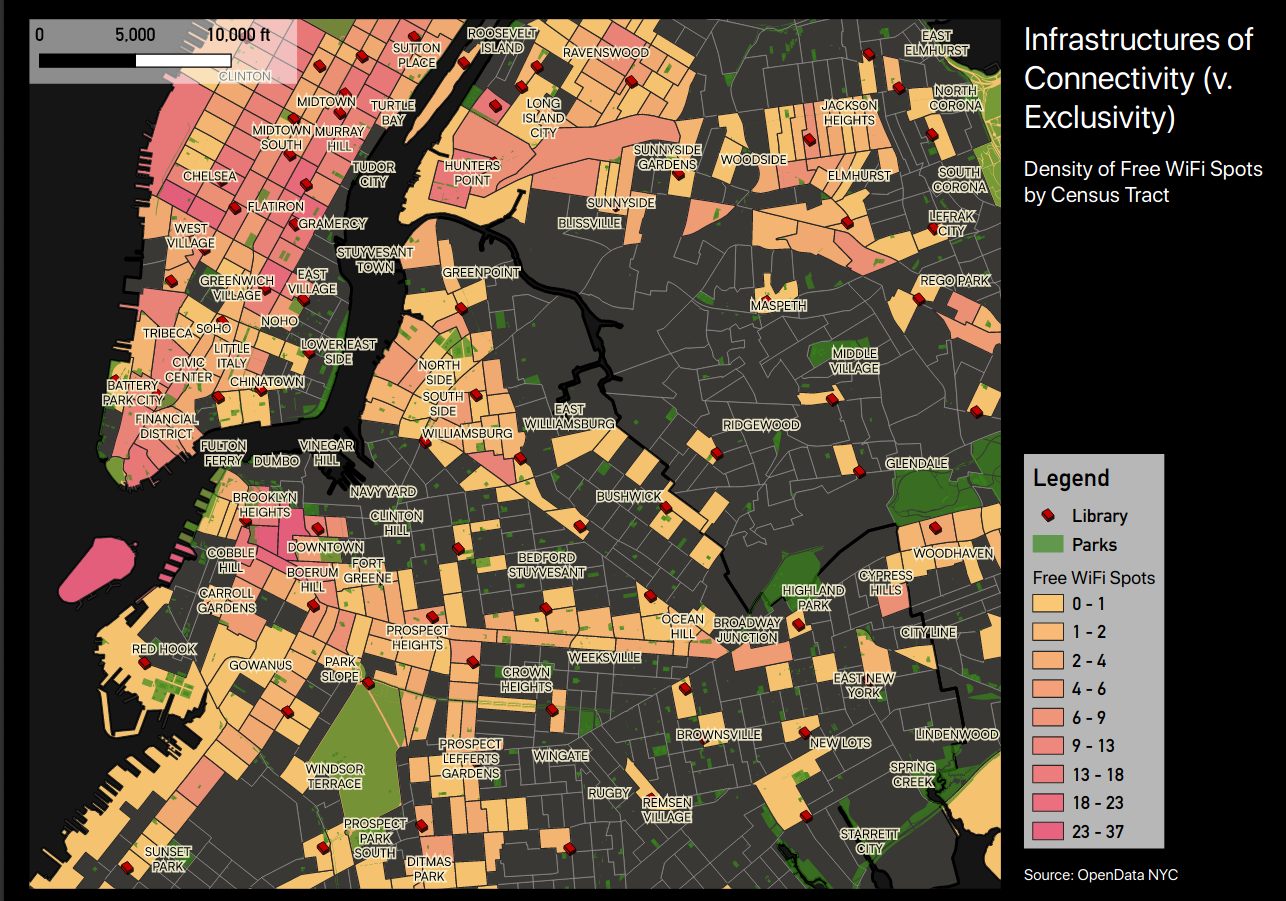 0 5,000 10,000 ft
Infrastructures of
Connectivity (v.
Exclusivity)
Density of Free WiFi Spots
by Census Tract
CLINTON
SUTTON
PLACE
ROOSEVELT
ISLAND
RAVENSWOOD
EAST
ELMHURST
MIDTOWN
TURTLE
BAY
LONG
ISLAND
CITY
JACKSON
HEIGHTS
NORTH
CORONA
MIDTOWN
SOUTH
MURRAY
HILL
HUNTERS
POINT
SUNNYSIDE
GARDENS
WOODSIDE
ELMHURST
SOUTH
CORONA
CHELSEA
TUDOR
CITY
FLATIRON
GRAMERCY
SUNNYSIDE
BLISSVILLE
LEFRAK
CITY
WEST
VILLAGE
STUYVESANT
TOWN
GREENPOINT
GREENWICH
VILLAGE
EAST
VILLAGE
REGO PARK
MASPETH
TRIBECA
SOHO
NOHO
LITTLE
ITALY
LOWER EAST
SIDE
MIDDLE
VILLAGE
CIVIC
CENTER
CHINATOWN
NORTH
SIDE
BATTERY
PARK CITY
SOUTH
SIDE
FINANCIAL
DISTRICT
WILLIAMSBURG
EAST
WILLIAMSBURG
RIDGEWOOD
FULTON
FERRY
DUMBO
VINEGAR
HILL
GLENDALE
NAVY YARD
BROOKLYN
HEIGHTS
CLINTON
HILL
BUSHWICK
COBBLE
HILL
DOWNTOWN
BOERUM
HILL
FORT
GREENE
BEDFORD
STUYVESANT
WOODHAVEN
CARROLL
GARDENS
HIGHLAND
PARK
CYPRESS
HILLS
PROSPECT
HEIGHTS
OCEAN
HILL
BROADWAY
JUNCTION
CITY LINE
RED HOOK
GOWANUS
PARK
SLOPE
WEEKSVILLE
CROWN
HEIGHTS
EAST NEW
YORK
BROWNSVILLE
NEW LOTS
LINDENWOOD
WINDSOR
TERRACE
PROSPECT
LEFFERTS
GARDENS
WINGATE
SPRING
CREEK
RUGBY
REMSEN
VILLAGE
PROSPECT
PARK
SOUTH
STARRETT
CITY
SUNSET
PARK
DITMAS
PARK
Legend
Library
Parks
Free WiFi Spots
0 - 1
1 - 2
2 - 4
4 - 6
6 - 9
9 - 13
13 - 18
18 - 23
23 - 37
Source: OpenData NYC